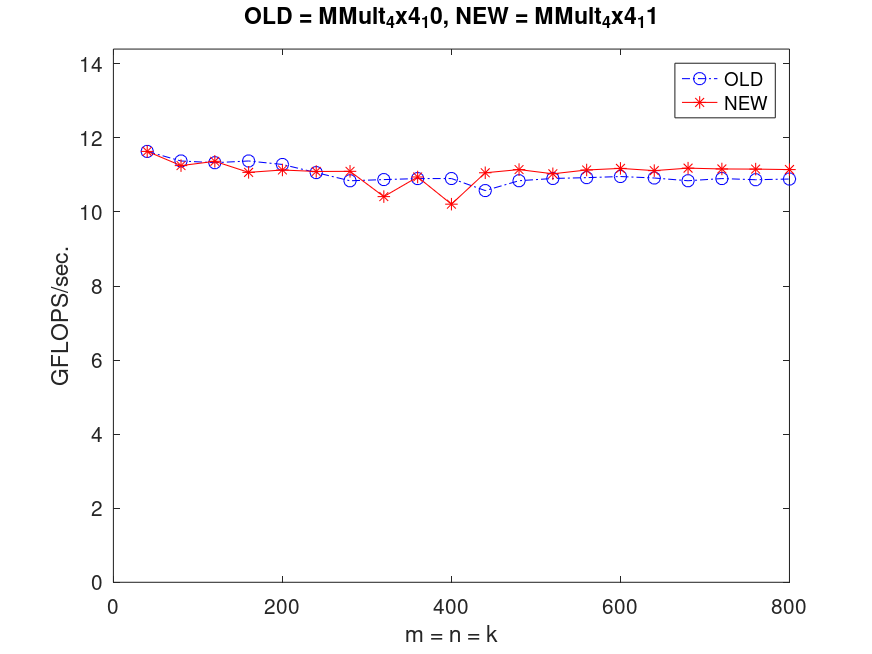 OLD = MMult₄x4₁0, NEW = MMult₄x4₁1
OLD
NEW
14
12
10
8
6
4
2
0
GFLOPS/sec.
0 200 400 600 800
m = n = k